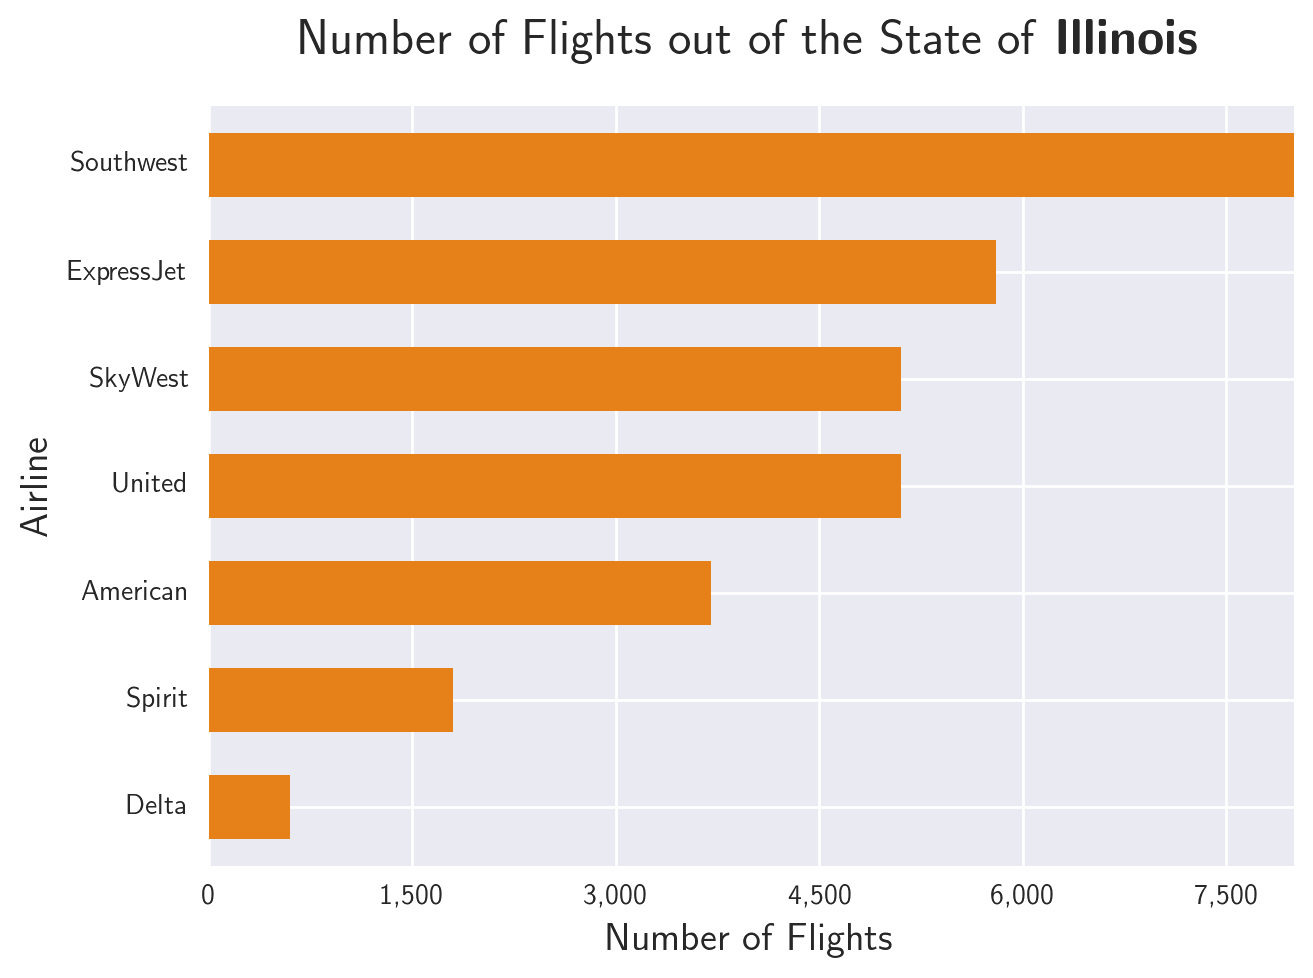 Number of Flights out of the State of Illinois
Southwest
ExpressJet
SkyWest
United
American
Spirit
Delta
Airline
0 1,500 3,000 4,500 6,000 7,500
Number of Flights